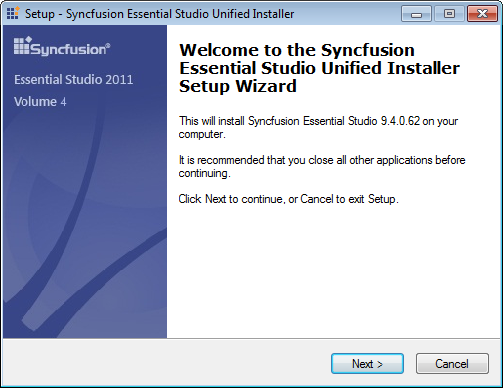 Setup - Syncfusion Essential Studio Unified Installer
Syncfusion®
Essential Studio 2011
Volume 4
Welcome to the Syncfusion
Essential Studio Unified Installer
Setup Wizard
This will install Syncfusion Essential Studio 9.4.0.62 on your
computer.
It is recommended that you close all other applications before
continuing.
Click Next to continue, or Cancel to exit Setup.
Next >
Cancel